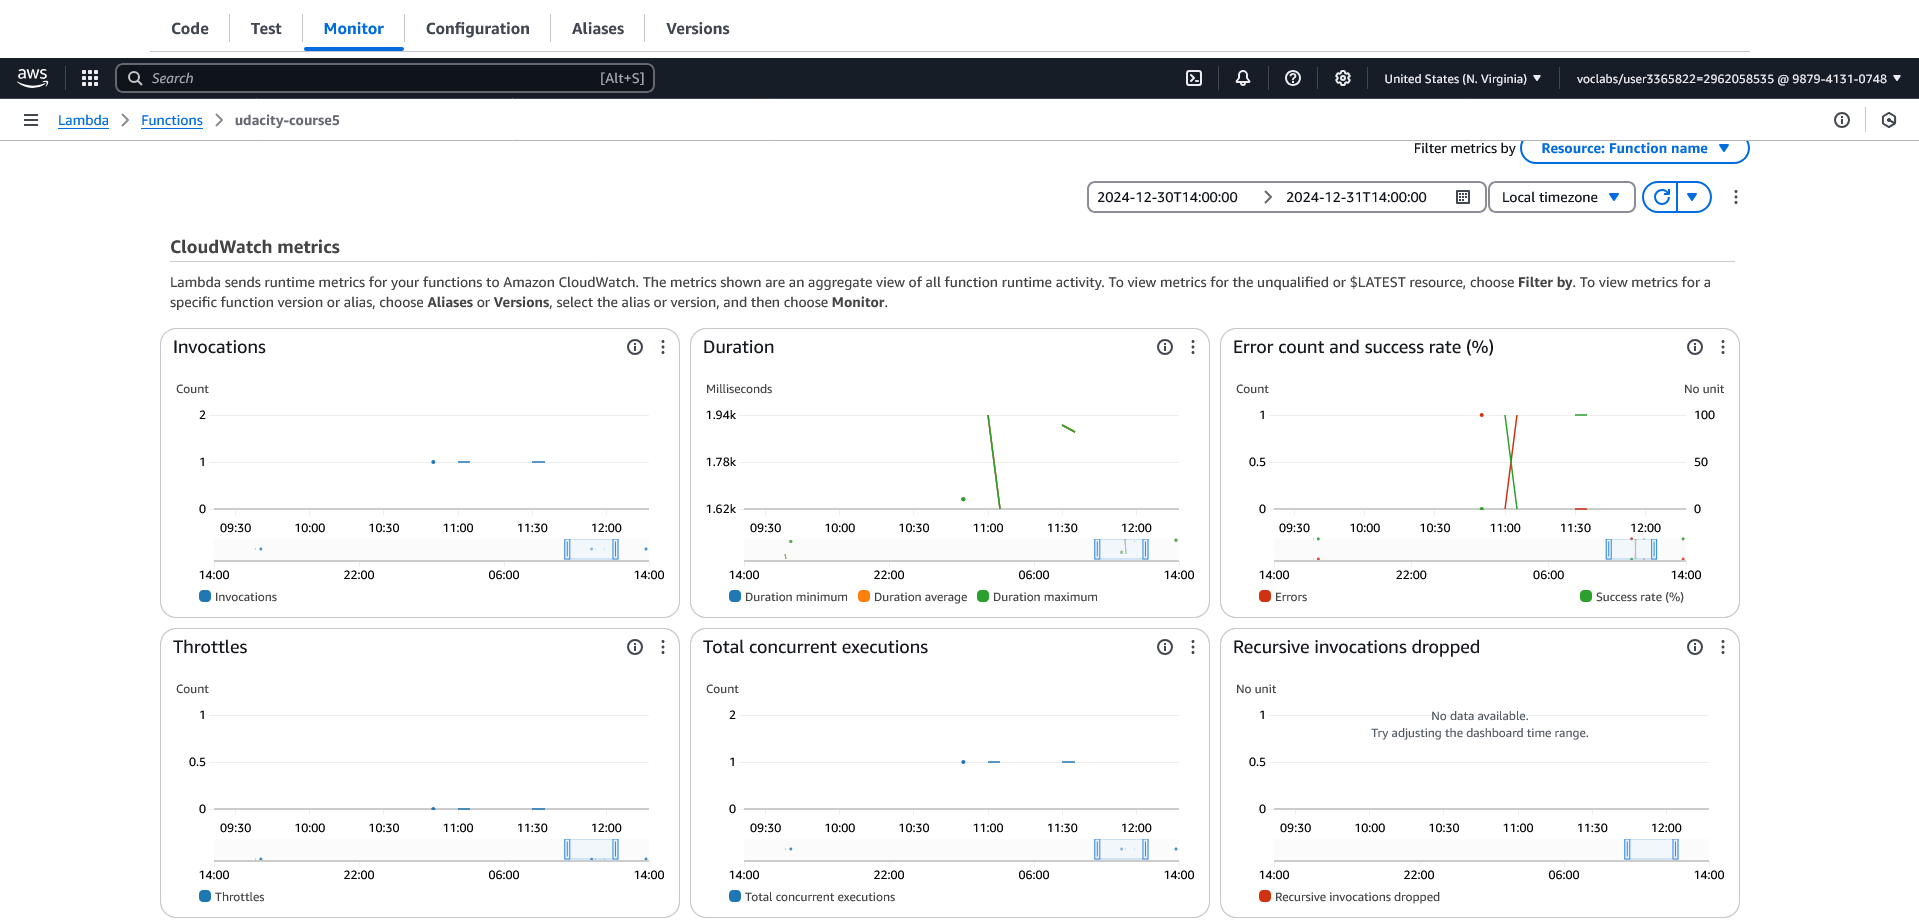 Code Test Monitor Configuration Aliases Versions
aws Search [Alt+S] United States (N. Virginia) voclabs/user3365822=2962058535 @ 9879-4131-0748
Lambda Functions udacity-course5
Filter metrics by Resource: Function name
2024-12-30T14:00:00 2024-12-31T14:00:00 Local timezone
CloudWatch metrics
Lambda sends runtime metrics for your functions to Amazon CloudWatch. The metrics shown are an aggregate view of all function runtime activity. To view metrics for the unqualified or $LATEST resource, choose Filter by. To view metrics for a
specific function version or alias, choose Aliases or Versions, select the alias or version, and then choose Monitor.
Invocations
Count
2
1
0
09:30 10:00 10:30 11:00 11:30 12:00
14:00 22:00 06:00 14:00
Invocations
Duration
Milliseconds
1.94k
1.78k
1.62k
09:30 10:00 10:30 11:00 11:30 12:00
14:00 22:00 06:00 14:00
Duration minimum Duration average Duration maximum
Error count and success rate (%)
Count No unit
1 100
0.5 50
0 0
09:30 10:00 10:30 11:00 11:30 12:00
14:00 22:00 06:00 14:00
Errors Success rate (%)
Throttles
Count
1
0.5
0
09:30 10:00 10:30 11:00 11:30 12:00
14:00 22:00 06:00 14:00
Throttles
Total concurrent executions
Count
2
1
0
09:30 10:00 10:30 11:00 11:30 12:00
14:00 22:00 06:00 14:00
Total concurrent executions
Recursive invocations dropped
No unit
1
No data available.
Try adjusting the dashboard time range.
0.5
0
09:30 10:00 10:30 11:00 11:30 12:00
14:00 22:00 06:00 14:00
Recursive invocations dropped